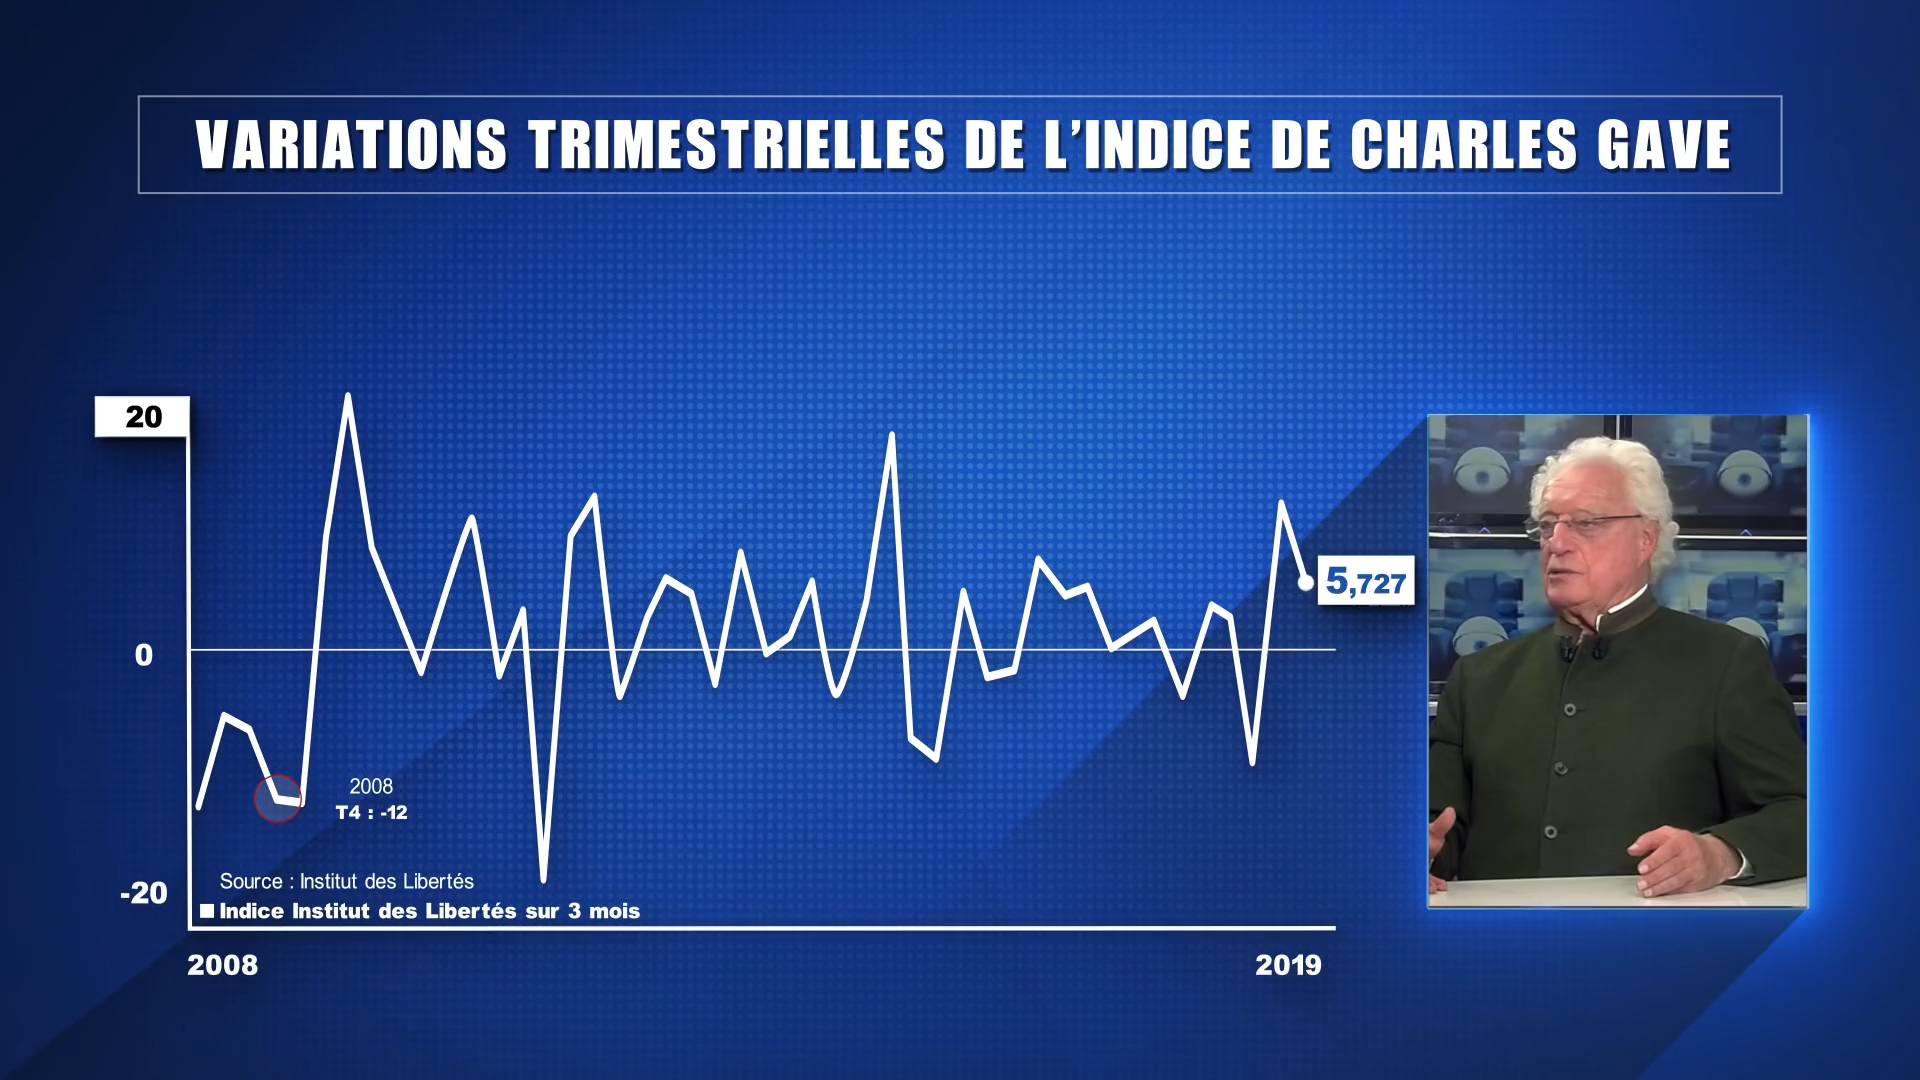 VARIATIONS TRIMESTRIELLES DE L'INDICE DE CHARLES GAVE
20
5,727
0
2008
T4 : -12
Source : Institut des Libertés
-20
Indice Institut des Libertés sur 3 mois
2008
2019